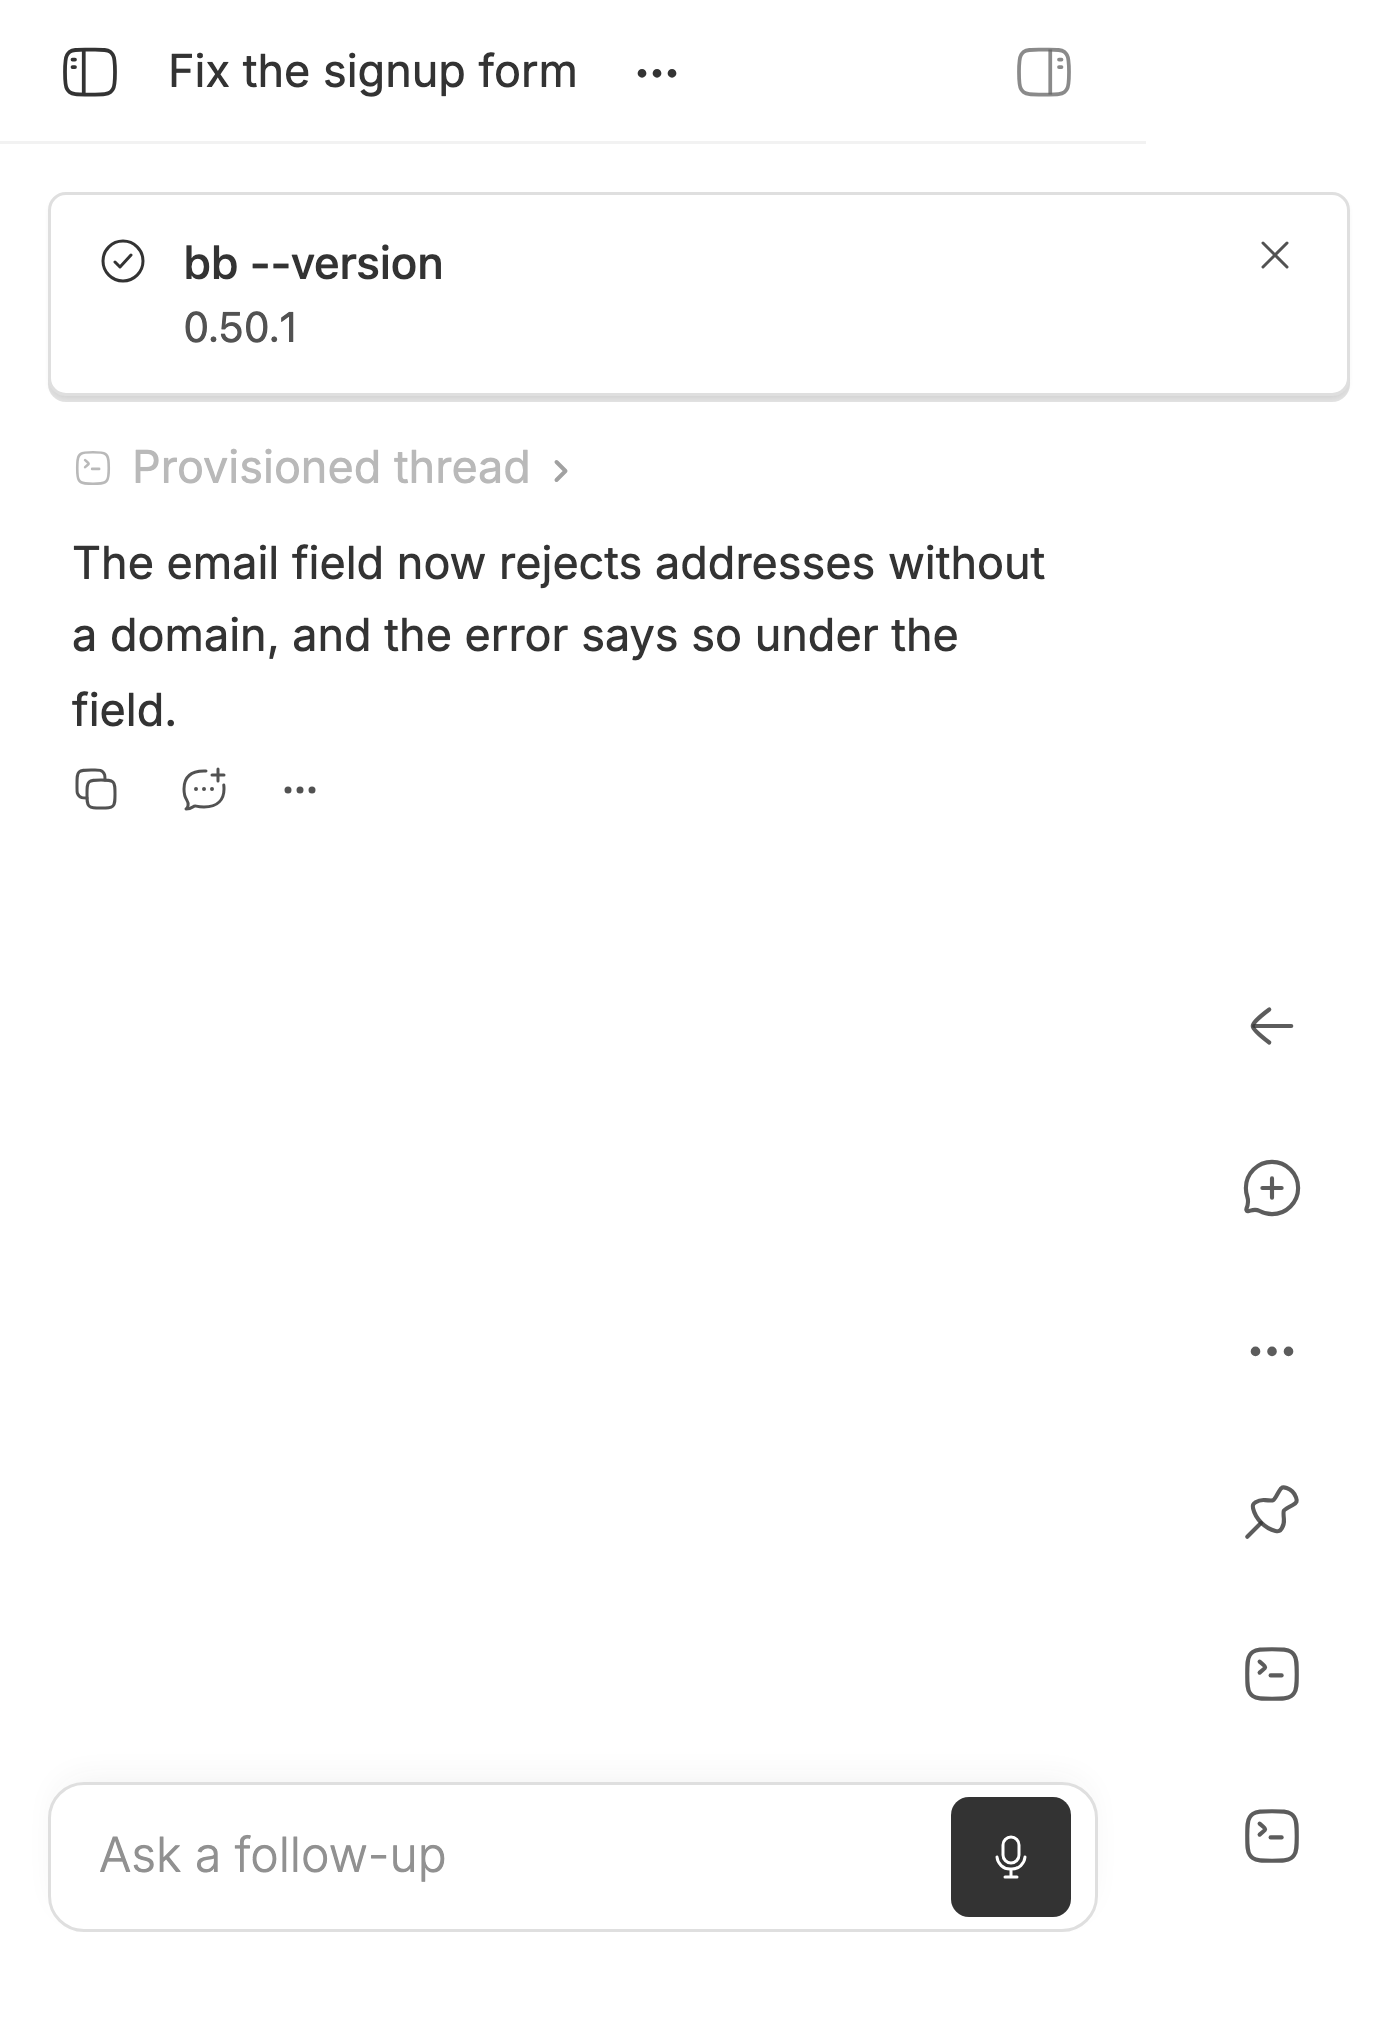 Fix the signup form
bb --version
0.50.1
Provisioned thread
The email field now rejects addresses without
a domain, and the error says so under the
field.
Ask a follow-up